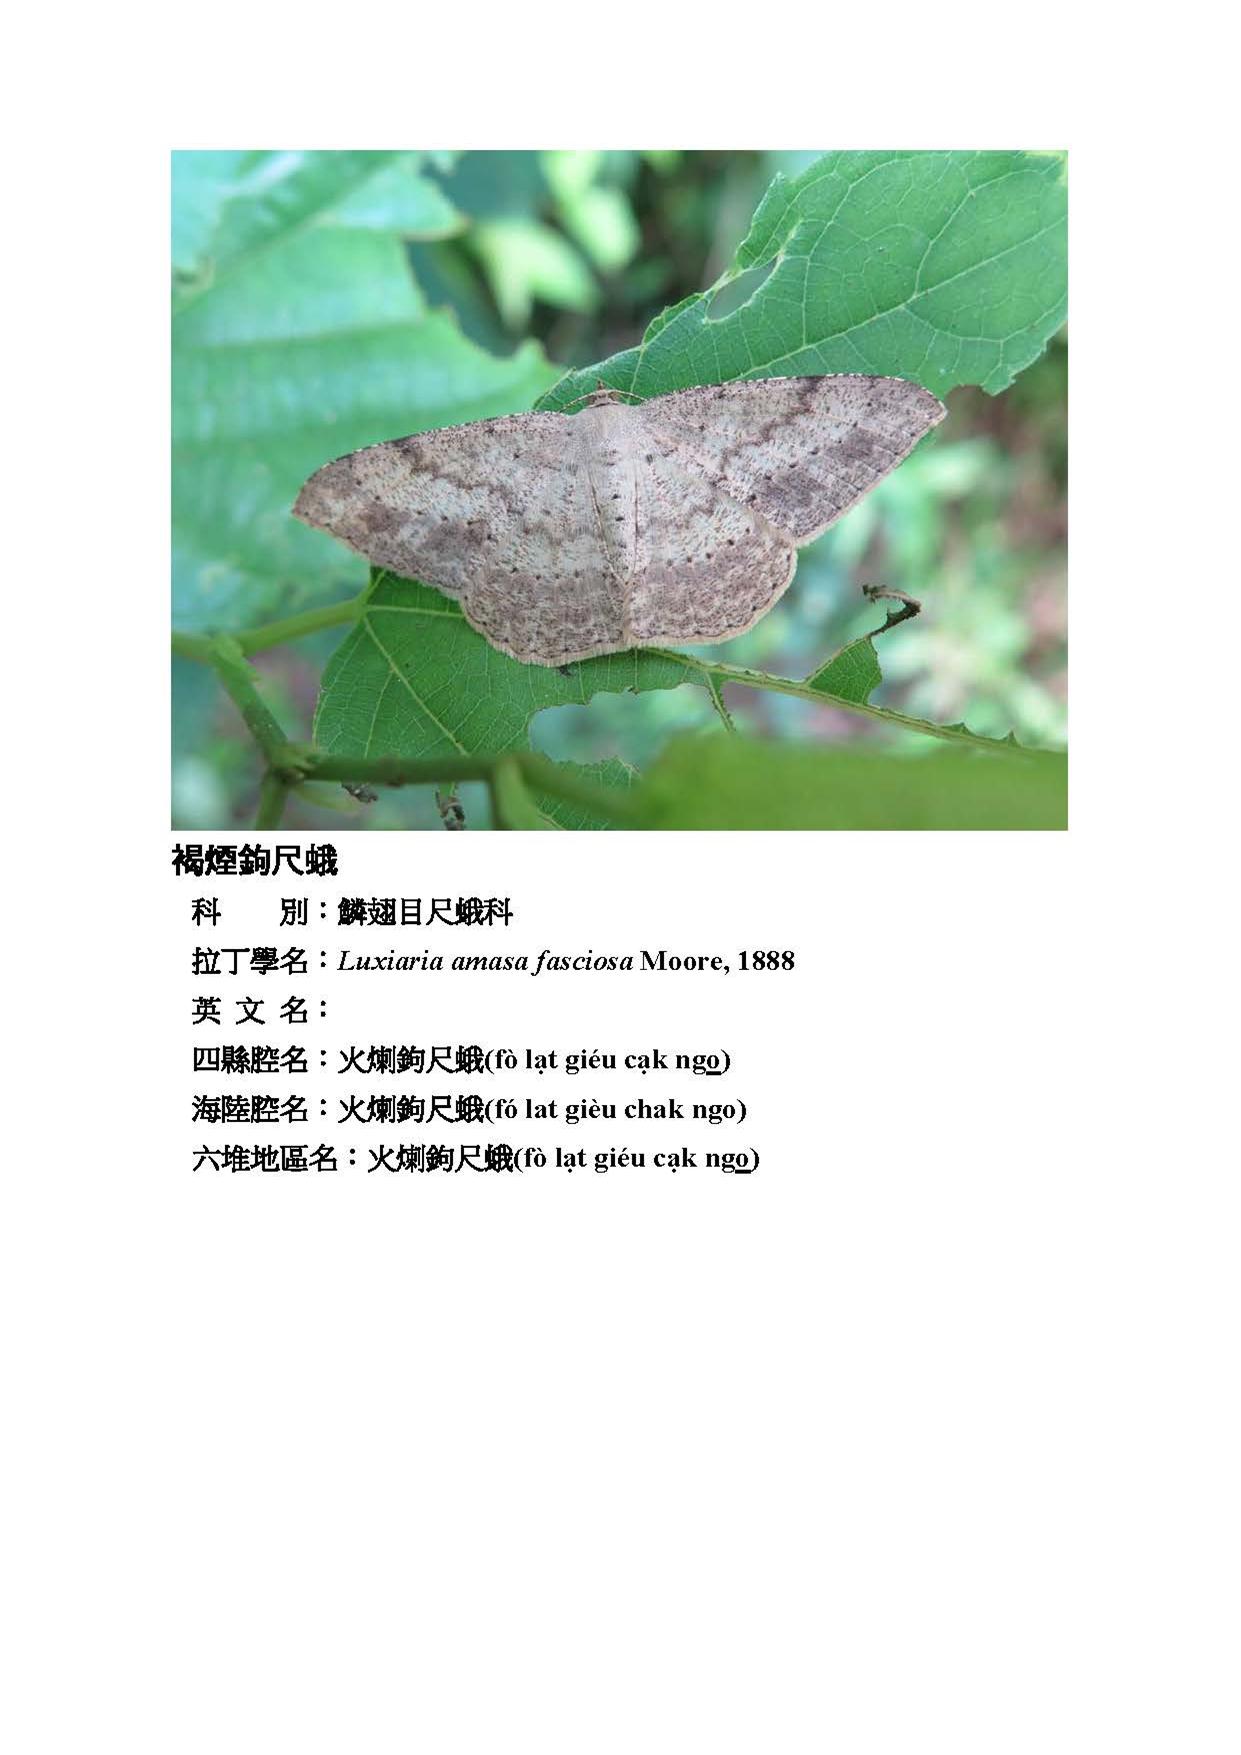 褐煙鉤尺蛾
科　　別：鱗翅目尺蛾科
拉丁學名：Luxiaria amasa fasciosa Moore, 1888
英 文 名：
四縣腔名：火爛鉤尺蛾(fò lạt giéu cạk ngo̲)
海陸腔名：火爛鉤尺蛾(fó lat gièu chak ngo)
六堆地區名：火爛鉤尺蛾(fò lạt giéu cạk ngo̲)